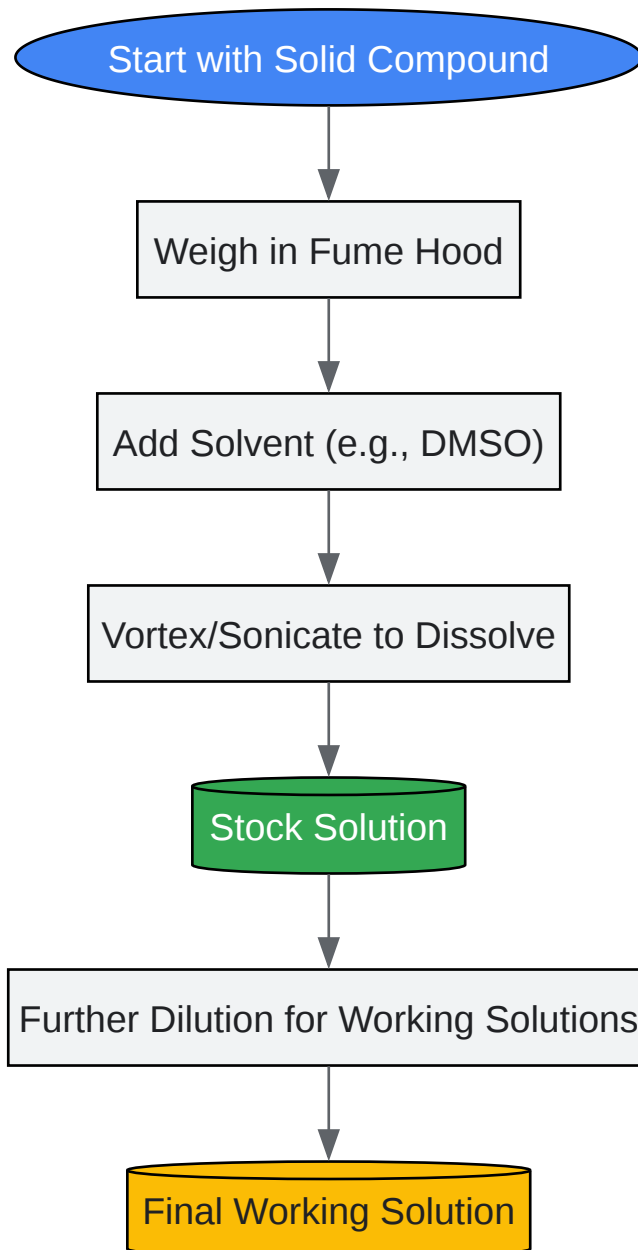 Start with Solid Compound
Weigh in Fume Hood
Add Solvent (e.g., DMSO)
Vortex/Sonicate to Dissolve
Stock Solution
Further Dilution for Working Solutions
Final Working Solution